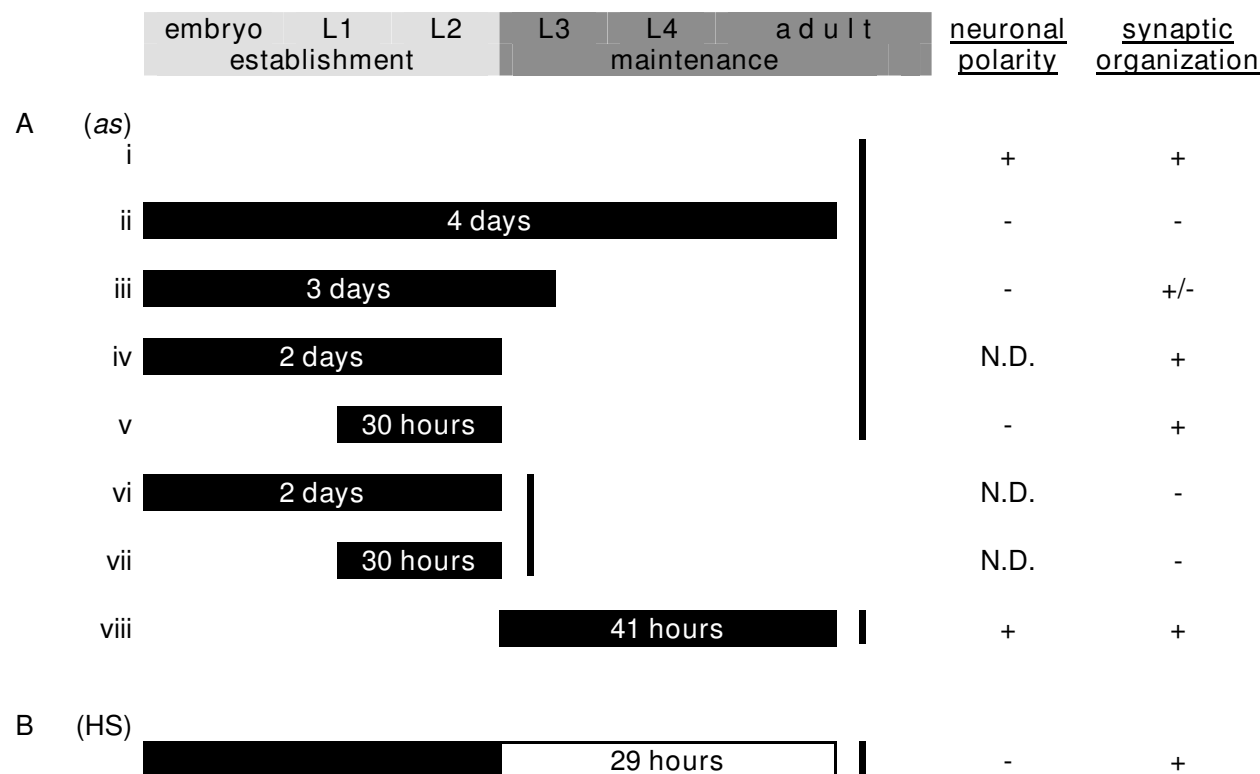 embryo L1 L2 L3 L4 adult neuronal synaptic
establishment maintenance polarity organization
A (as)
i + +
ii 4 days - -
iii 3 days - +/-
iv 2 days N.D. +
v 30 hours - +
vi 2 days N.D. -
vii 30 hours N.D. -
viii 41 hours + +
B (HS)
29 hours - +